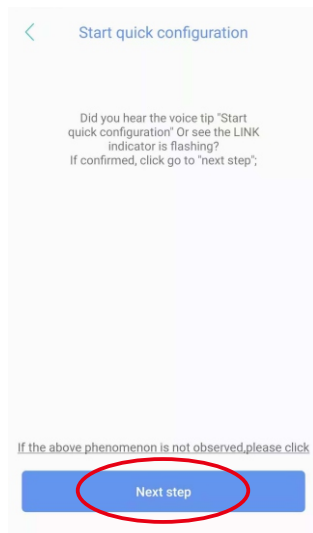 Start quick configuration
Did you hear the voice tip "Start
quick configuration" Or see the LINK
indicator is flashing?
If confirmed, click go to "next step";
If the above phenomenon is not observed,please click
Next step